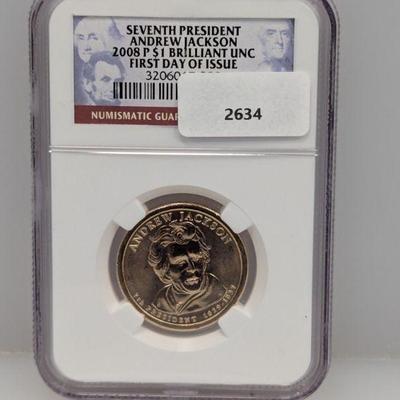 SEVENTH PRESIDENT
ANDREW JACKSON
2008 P $1 BRILLIANT UNC
FIRST DAY OF ISSUE
NUMISMATIC
2634
ANDREW JACKSON
7th PRESIDENT 1829-1837